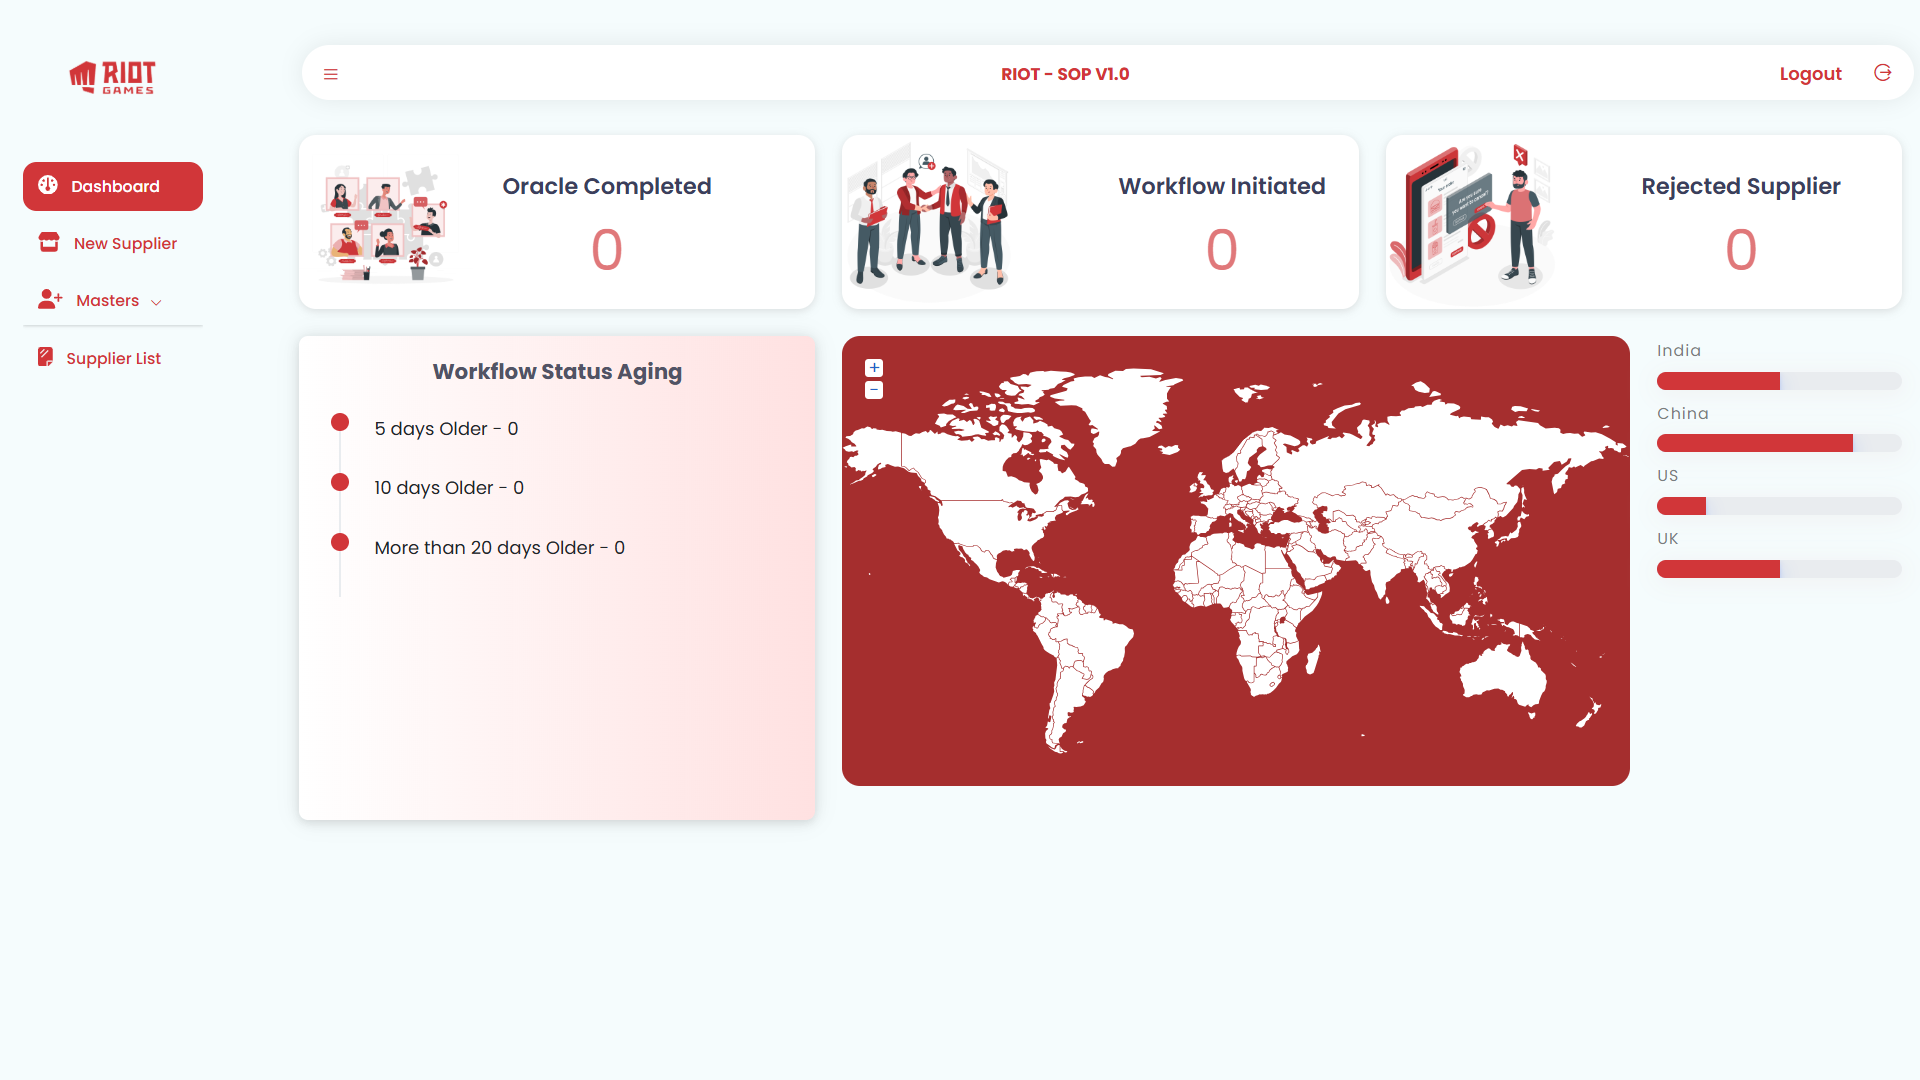 RIOT
GAMES
RIOT - SOP V1.0
Logout
Dashboard
New Supplier
Masters
Supplier List
Oracle Completed
0
Workflow Initiated
0
Rejected Supplier
0
Workflow Status Aging
5 days Older - 0
10 days Older - 0
More than 20 days Older - 0
+
−
India
China
US
UK